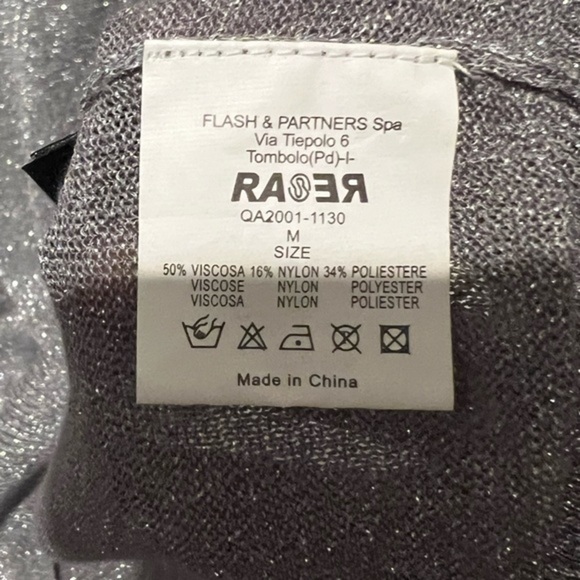 FLASH & PARTNERS Spa
Via Tiepolo 6
Tombolo(Pd)-I-
RASER
QA2001-1130
M
SIZE
50% VISCOSA 16% NYLON 34% POLIESTERE
VISCOSE NYLON POLYESTER
VISCOSA NYLON POLIESTER
Made in China